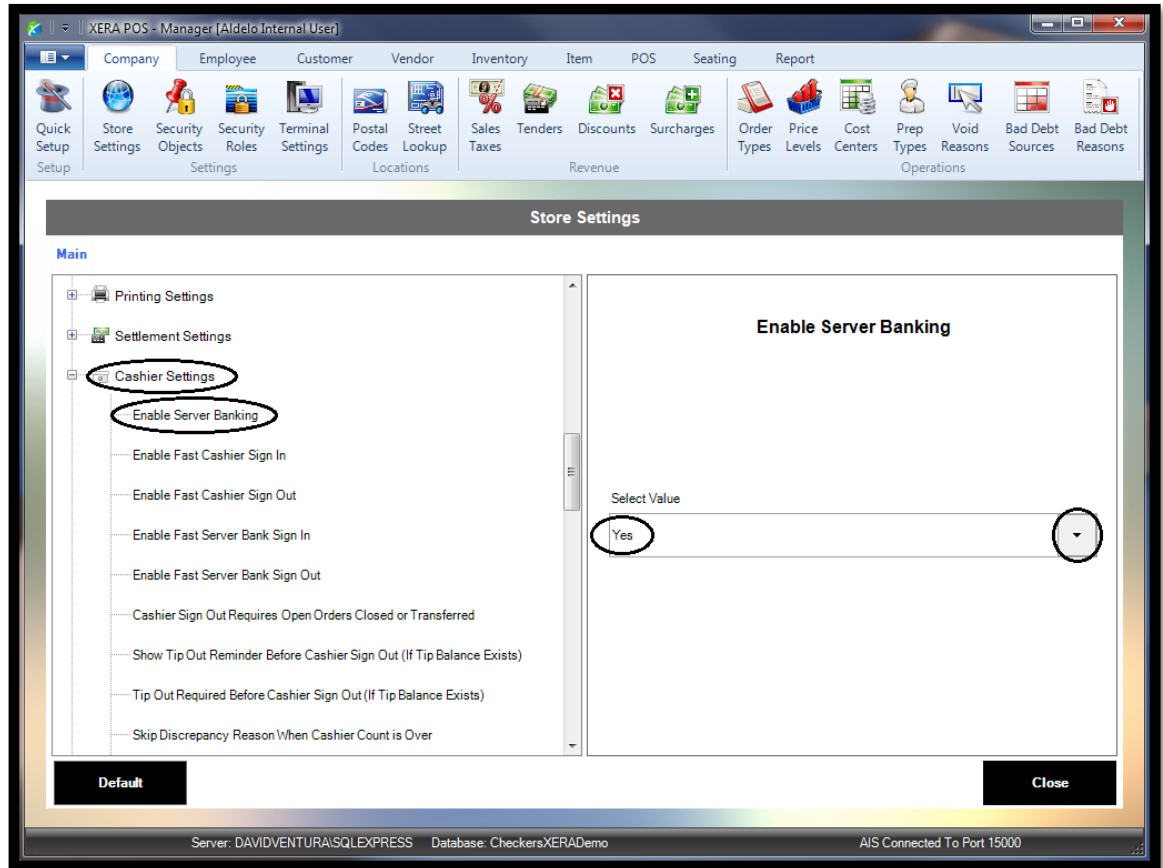 XERA POS - Manager [Aldelo Internal User]
Company Employee Customer Vendor Inventory Item POS Seating Report
Quick Setup
Store Settings
Security Objects
Security Roles
Terminal Settings
Postal Codes
Street Lookup
Sales Taxes
Tenders
Discounts
Surcharges
Order Types
Price Levels
Cost Centers
Prep Types
Void Reasons
Bad Debt Sources
Bad Debt Reasons
Setup Settings Locations Revenue Operations
Store Settings
Main
Printing Settings
Settlement Settings
Cashier Settings
Enable Server Banking
Enable Fast Cashier Sign In
Enable Fast Cashier Sign Out
Enable Fast Server Bank Sign In
Enable Fast Server Bank Sign Out
Cashier Sign Out Requires Open Orders Closed or Transferred
Show Tip Out Reminder Before Cashier Sign Out (If Tip Balance Exists)
Tip Out Required Before Cashier Sign Out (If Tip Balance Exists)
Skip Discrepancy Reason When Cashier Count is Over
Enable Server Banking
Select Value
Yes
Default
Close
Server: DAVIDVENTURA\SQLEXPRESS Database: CheckersXERADemo AIS Connected To Port 15000